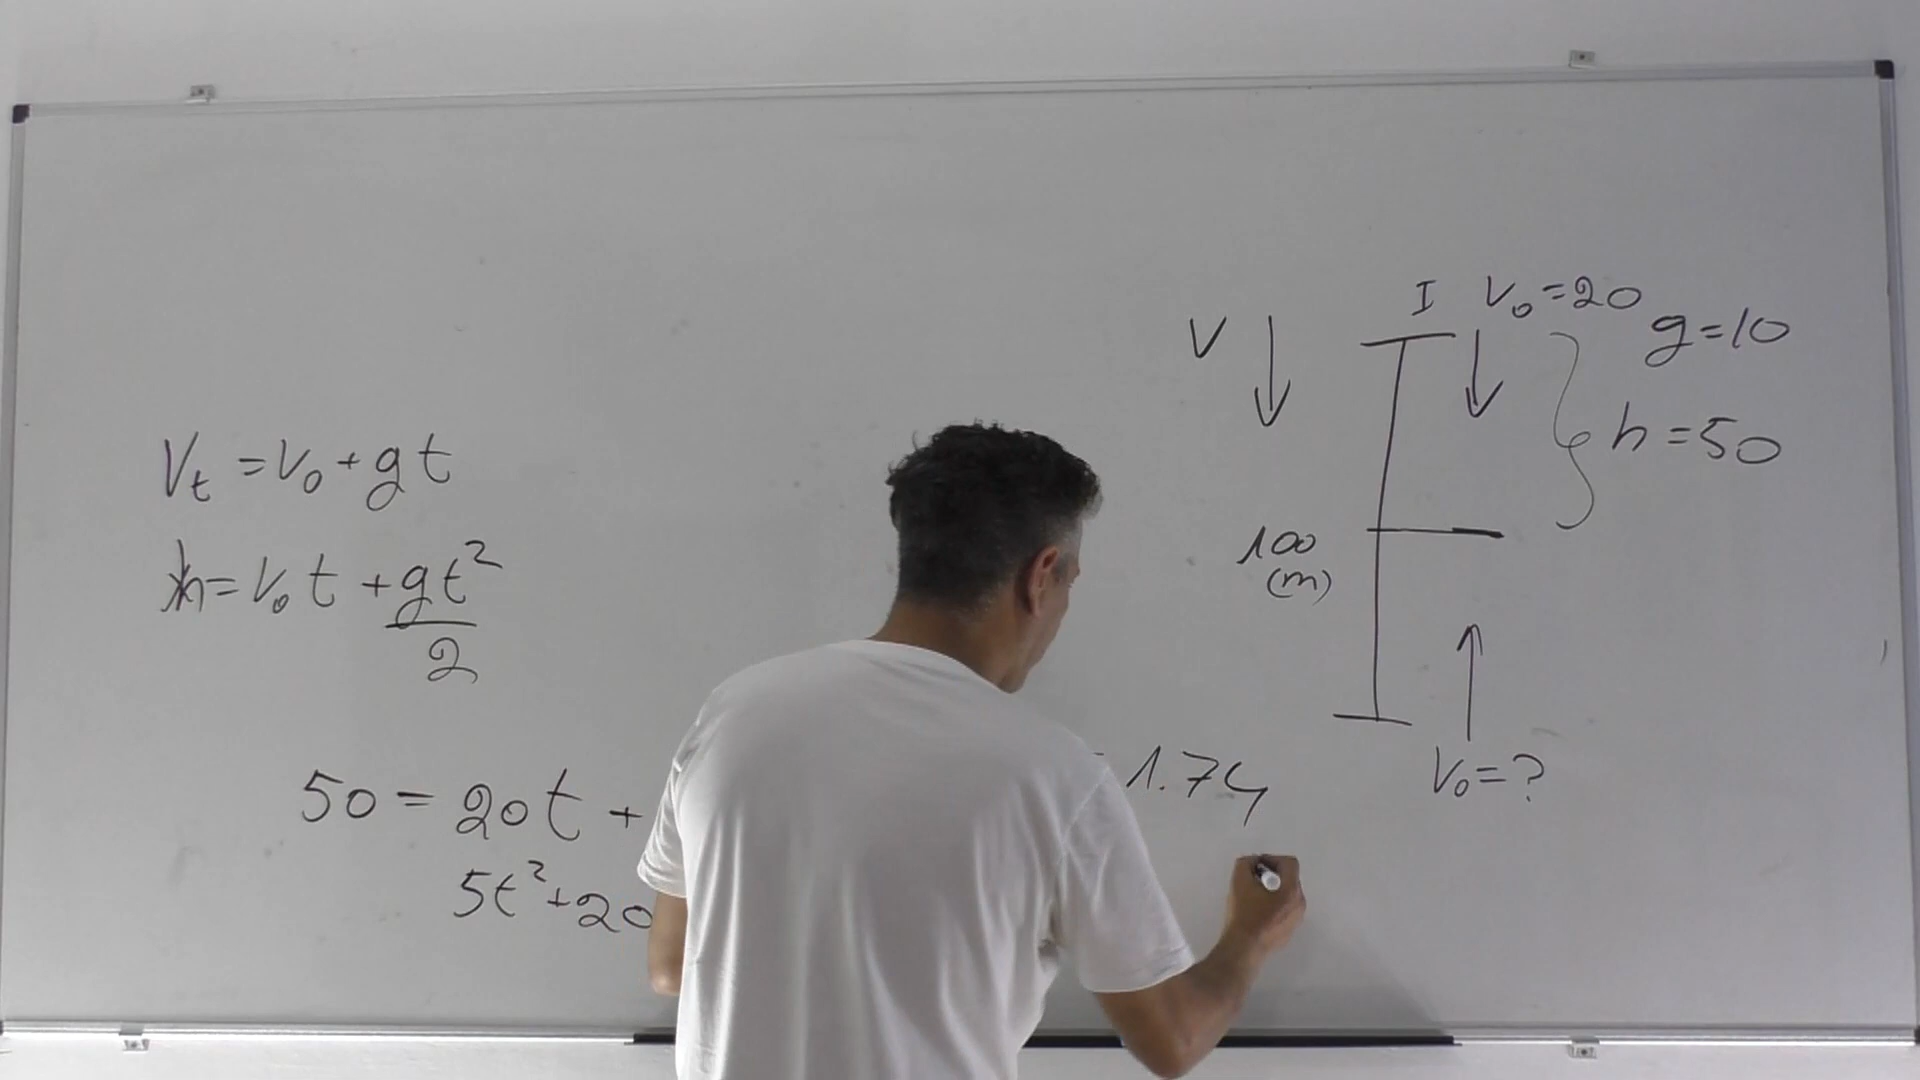 Vt = V₀ + gt
h = V₀t + gt²/2
50 = 20t +
5t² + 20
= 1.74
V
I V₀ = 20
g = 10
h = 50
100
(m)
V₀ = ?